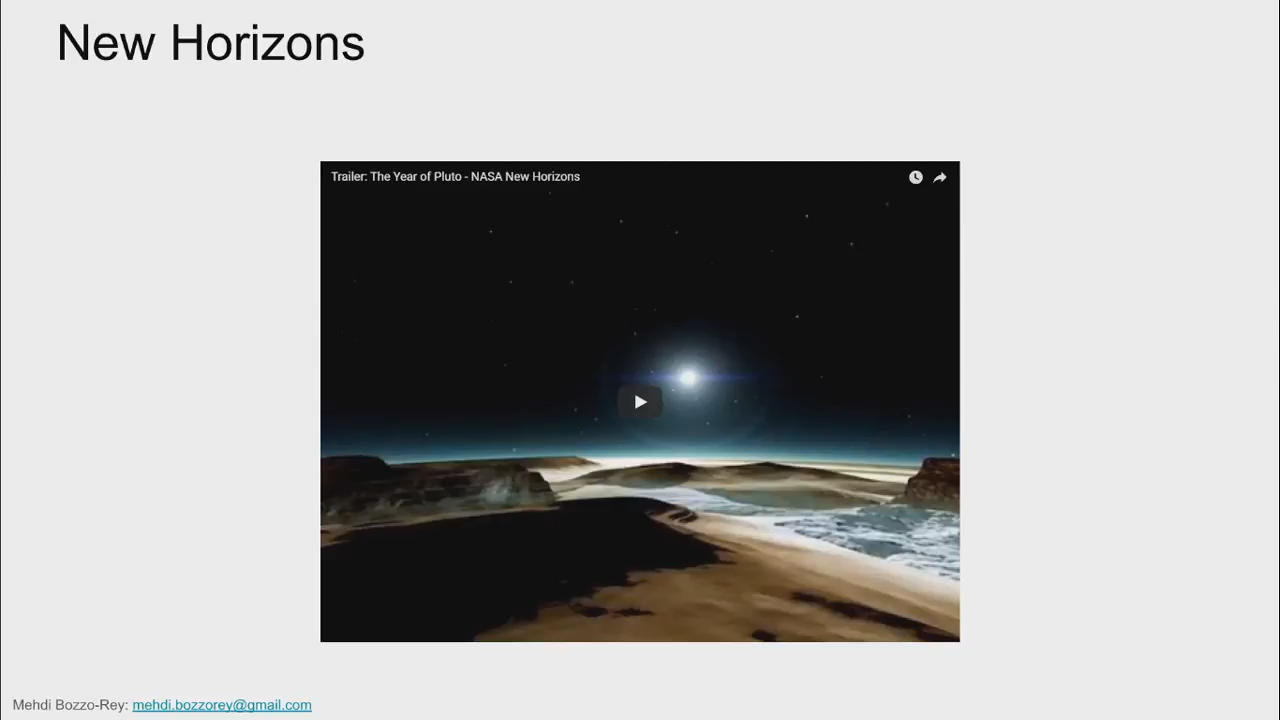 New Horizons
Trailer: The Year of Pluto - NASA New Horizons
Mehdi Bozzo-Rey: mehdi.bozzorey@gmail.com